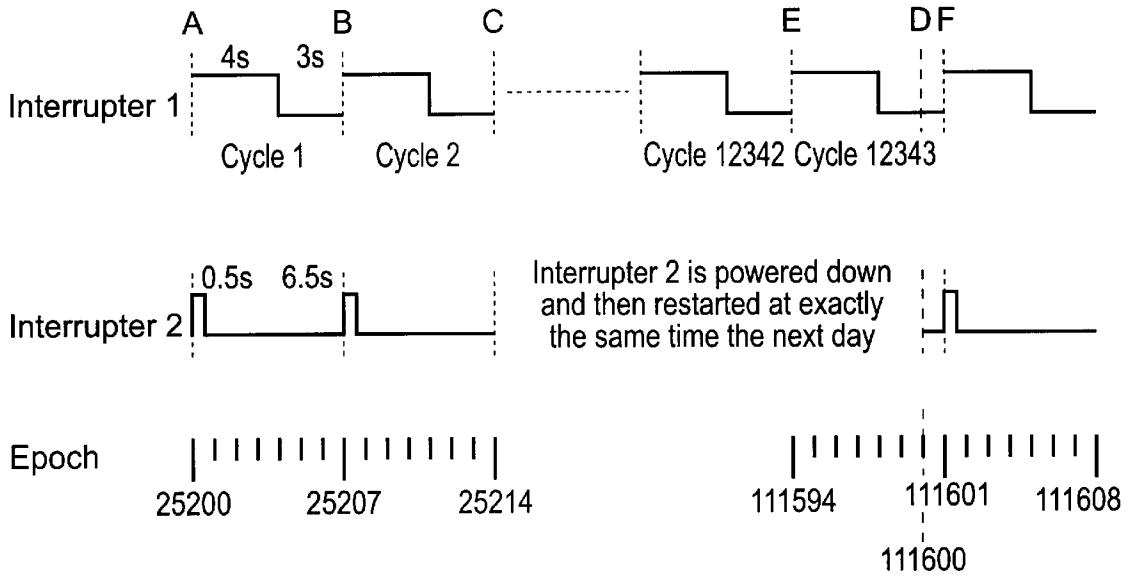 A B C E D F
4s 3s
Interrupter 1
Cycle 1 Cycle 2 Cycle 12342 Cycle 12343
0.5s 6.5s
Interrupter 2
Interrupter 2 is powered down
and then restarted at exactly
the same time the next day
Epoch
25200 25207 25214 111594 111601 111608
111600